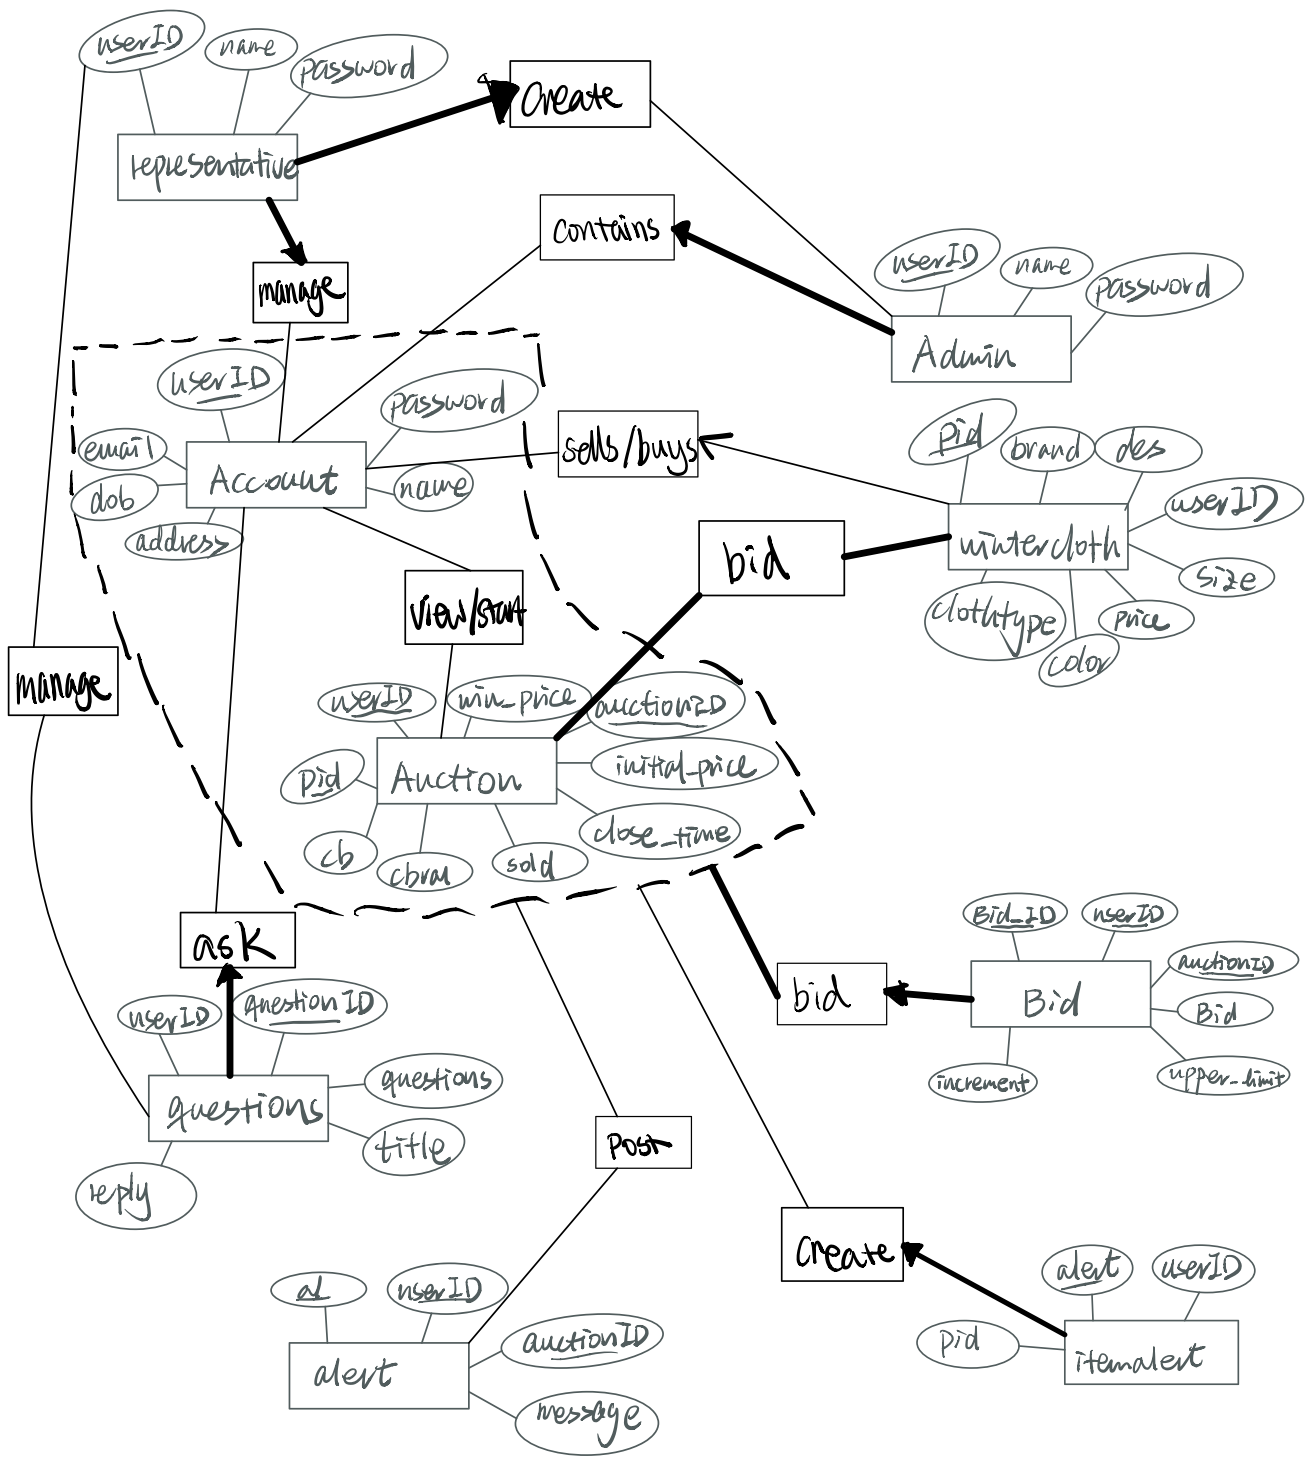 userID
name
password
Create
representative
contains
userID
name
password
manage
Admin
userID
password
email
Account
name
dob
address
sells/buys
pid
brand
des
userID
wintercloth
size
clothtype
color
price
bid
view/start
manage
userID
min_price
auctionID
pid
Auction
initial_price
cb
cbval
sold
close_time
ask
userID
questionID
questions
questions
title
reply
bid
Bid_ID
userID
auctionID
Bid
Bid
increment
upper_limit
Post
create
alert
userID
pid
itemalert
aL
userID
auctionID
alert
message